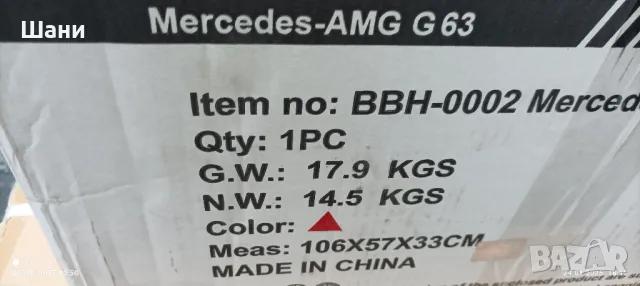 Mercedes-AMG G 63
Шани
Item no: BBH-0002 Merced
Qty: 1PC
G.W.: 17.9 KGS
N.W.: 14.5 KGS
Color:
Meas: 106X57X33CM
MADE IN CHINA
bazar